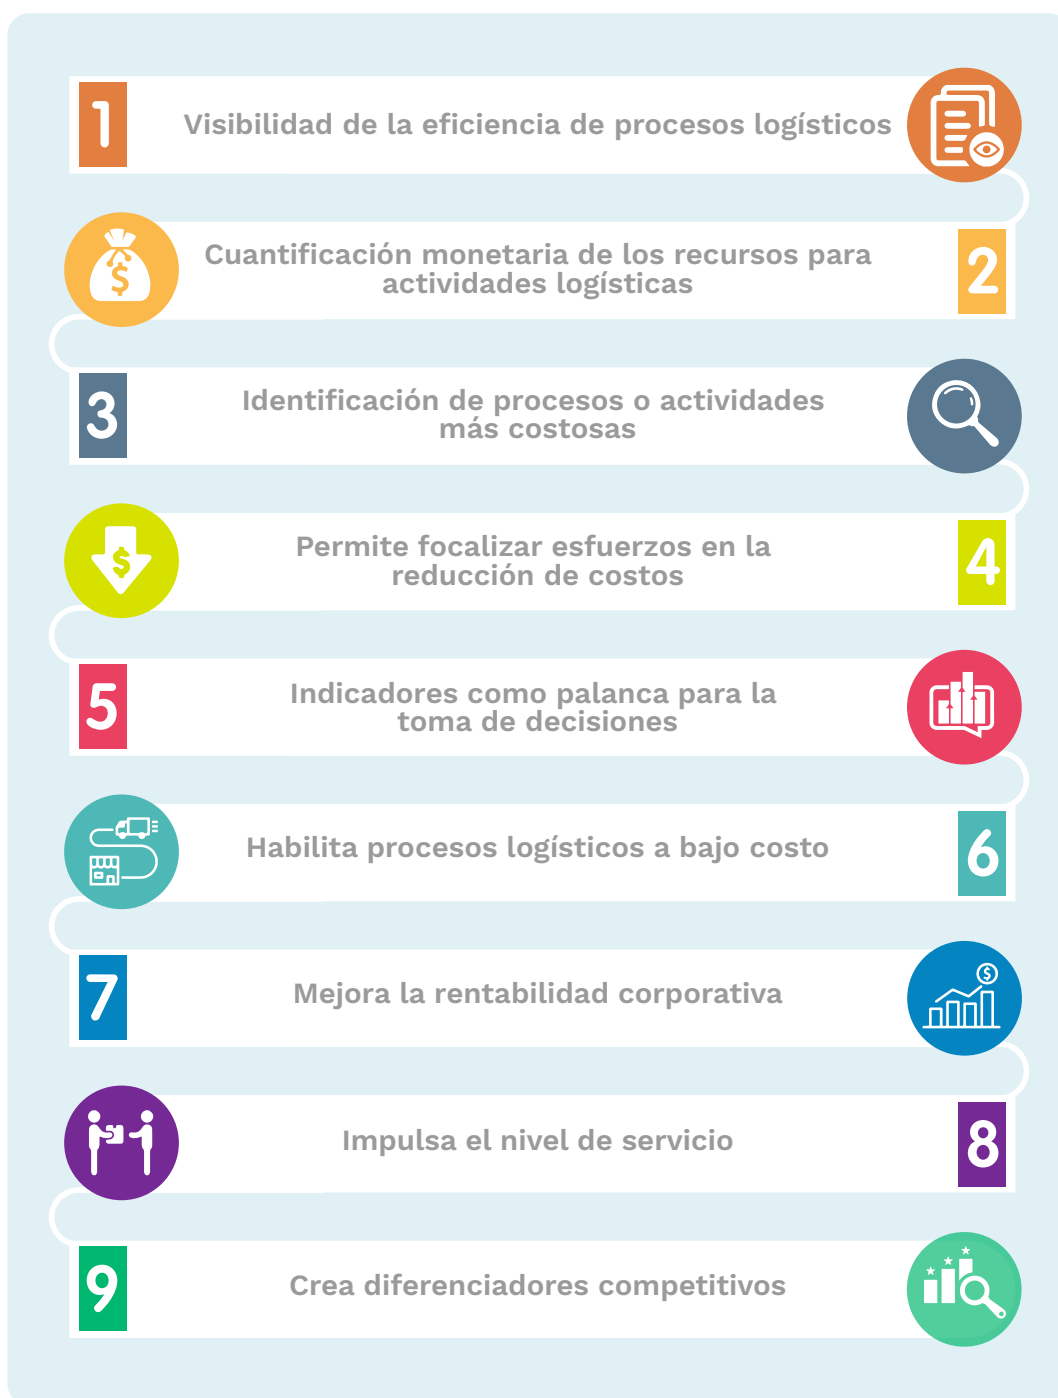 1
Visibilidad de la eficiencia de procesos logísticos
$
Cuantificación monetaria de los recursos para
actividades logísticas
2
3
Identificación de procesos o actividades
más costosas
$
Permite focalizar esfuerzos en la
reducción de costos
4
5
Indicadores como palanca para la
toma de decisiones
Habilita procesos logísticos a bajo costo
6
7
Mejora la rentabilidad corporativa
$
Impulsa el nivel de servicio
8
9
Crea diferenciadores competitivos